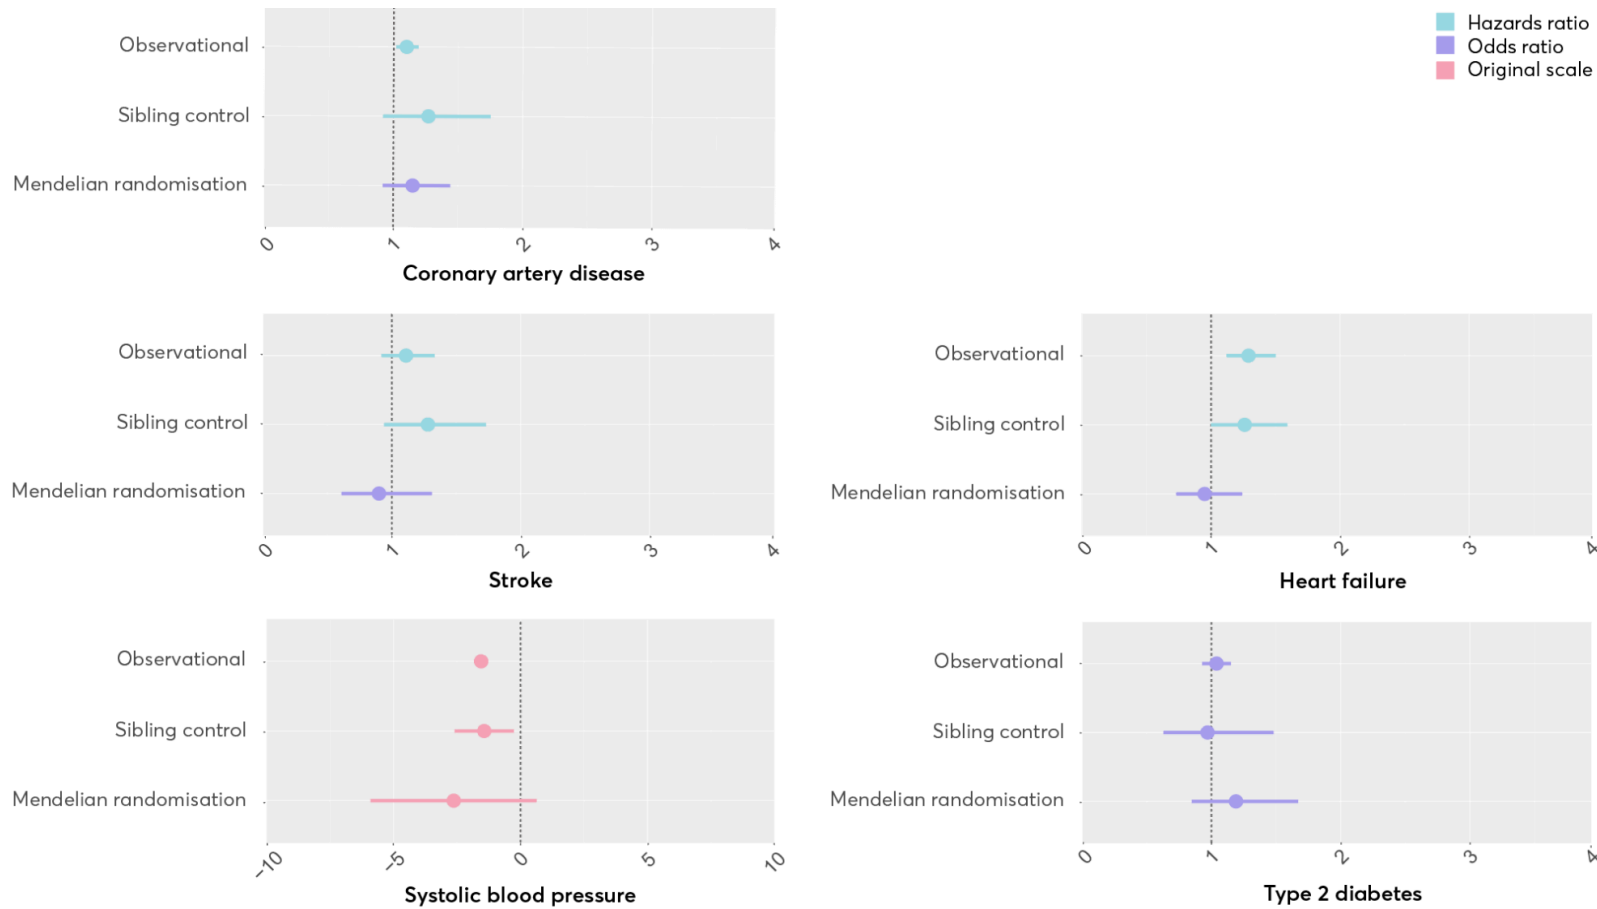 Hazards ratio
Odds ratio
Original scale
Observational
Sibling control
Mendelian randomisation
0 1 2 3 4
Coronary artery disease
Observational
Sibling control
Mendelian randomisation
0 1 2 3 4
Stroke
Observational
Sibling control
Mendelian randomisation
0 1 2 3 4
Heart failure
Observational
Sibling control
Mendelian randomisation
−10 −5 0 5 10
Systolic blood pressure
Observational
Sibling control
Mendelian randomisation
0 1 2 3 4
Type 2 diabetes